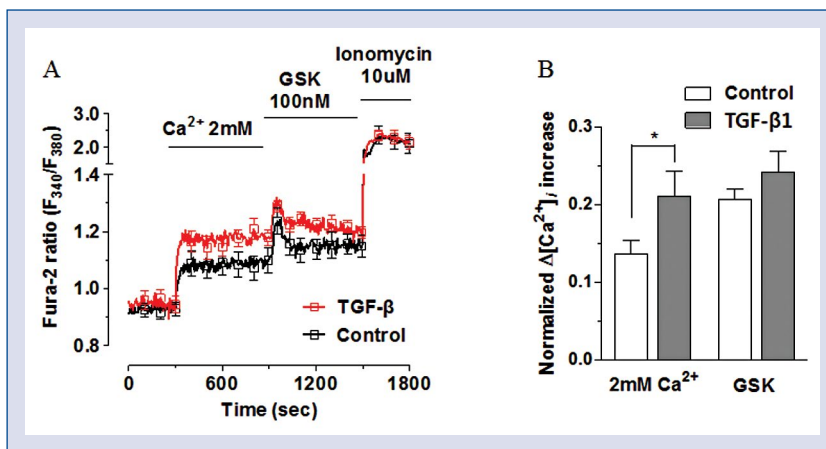 A
Ca²⁺ 2mM
GSK
100nM
Ionomycin
10uM
Fura-2 ratio (F₃₄₀/F₃₈₀)
3.0
2.0
1.4
1.2
1.0
0.8
TGF-β
Control
0
600
1200
1800
Time (sec)
B
Control
TGF-β1
Normalized Δ[Ca²⁺]ᵢ increase
0.3
0.2
0.1
0.0
*
2mM Ca²⁺
GSK